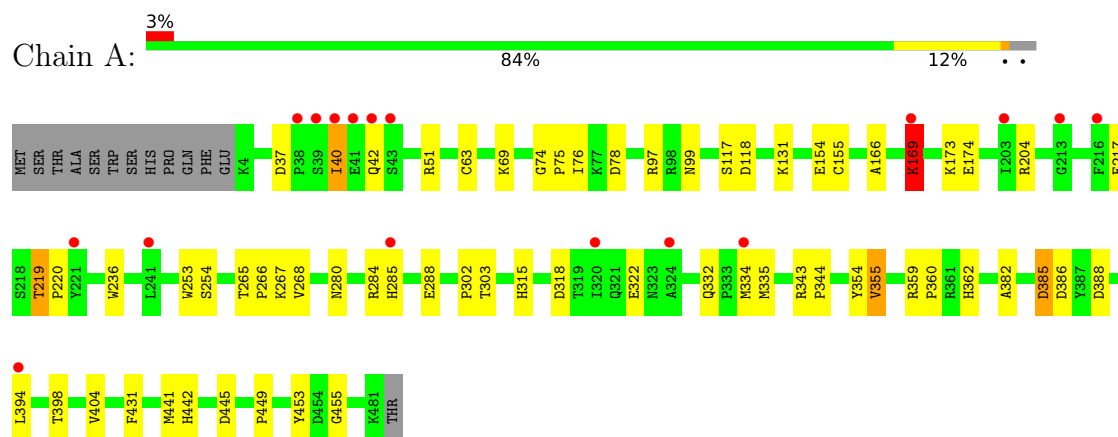 3%
Chain A:
84% 12% • •
MET SER THR ALA SER TRP SER HIS PRO GLN PHE GLU K4 D37 P38 S39 I40 E41 Q42 S43 R51 C63 K69 G74 P75 I76 K77 D78 R97 R98 N99 S117 D118 K131 E154 C155 A166 K169 K173 E174 I203 R204 G213 F216 E217
S218 T219 P220 Y221 W236 L241 W253 S254 T265 P266 K267 V268 N280 R284 H285 E288 P302 T303 H315 D318 T319 I320 Q321 E322 N323 A324 Q332 P333 M334 M335 R343 P344 Y354 V355 R359 P360 R361 H362 A382 D385 D386 Y387 D388
L394 T398 V404 F431 M441 H442 D445 P449 Y453 D454 G455 K481 THR